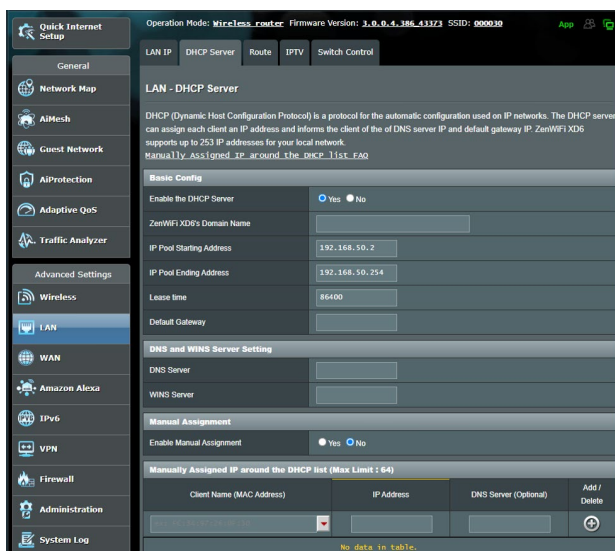 Quick Internet
Setup
General
Network Map
AiMesh
Guest Network
AiProtection
Adaptive QoS
Traffic Analyzer
Advanced Settings
Wireless
LAN
WAN
Amazon Alexa
IPv6
VPN
Firewall
Administration
System Log
Operation Mode: Wireless router Firmware Version: 3.0.0.4.386_43373 SSID: 000030
App
LAN IP DHCP Server Route IPTV Switch Control
LAN - DHCP Server
DHCP (Dynamic Host Configuration Protocol) is a protocol for the automatic configuration used on IP networks. The DHCP server
can assign each client an IP address and informs the client of the of DNS server IP and default gateway IP. ZenWiFi XD6
supports up to 253 IP addresses for your local network.
Manually Assigned IP around the DHCP list FAQ
Basic Config
Enable the DHCP Server Yes No
ZenWiFi XD6's Domain Name
IP Pool Starting Address 192.168.50.2
IP Pool Ending Address 192.168.50.254
Lease time 86400
Default Gateway
DNS and WINS Server Setting
DNS Server
WINS Server
Manual Assignment
Enable Manual Assignment Yes No
Manually Assigned IP around the DHCP list (Max Limit : 64)
Client Name (MAC Address) IP Address DNS Server (Optional) Add /
Delete
No data in table.